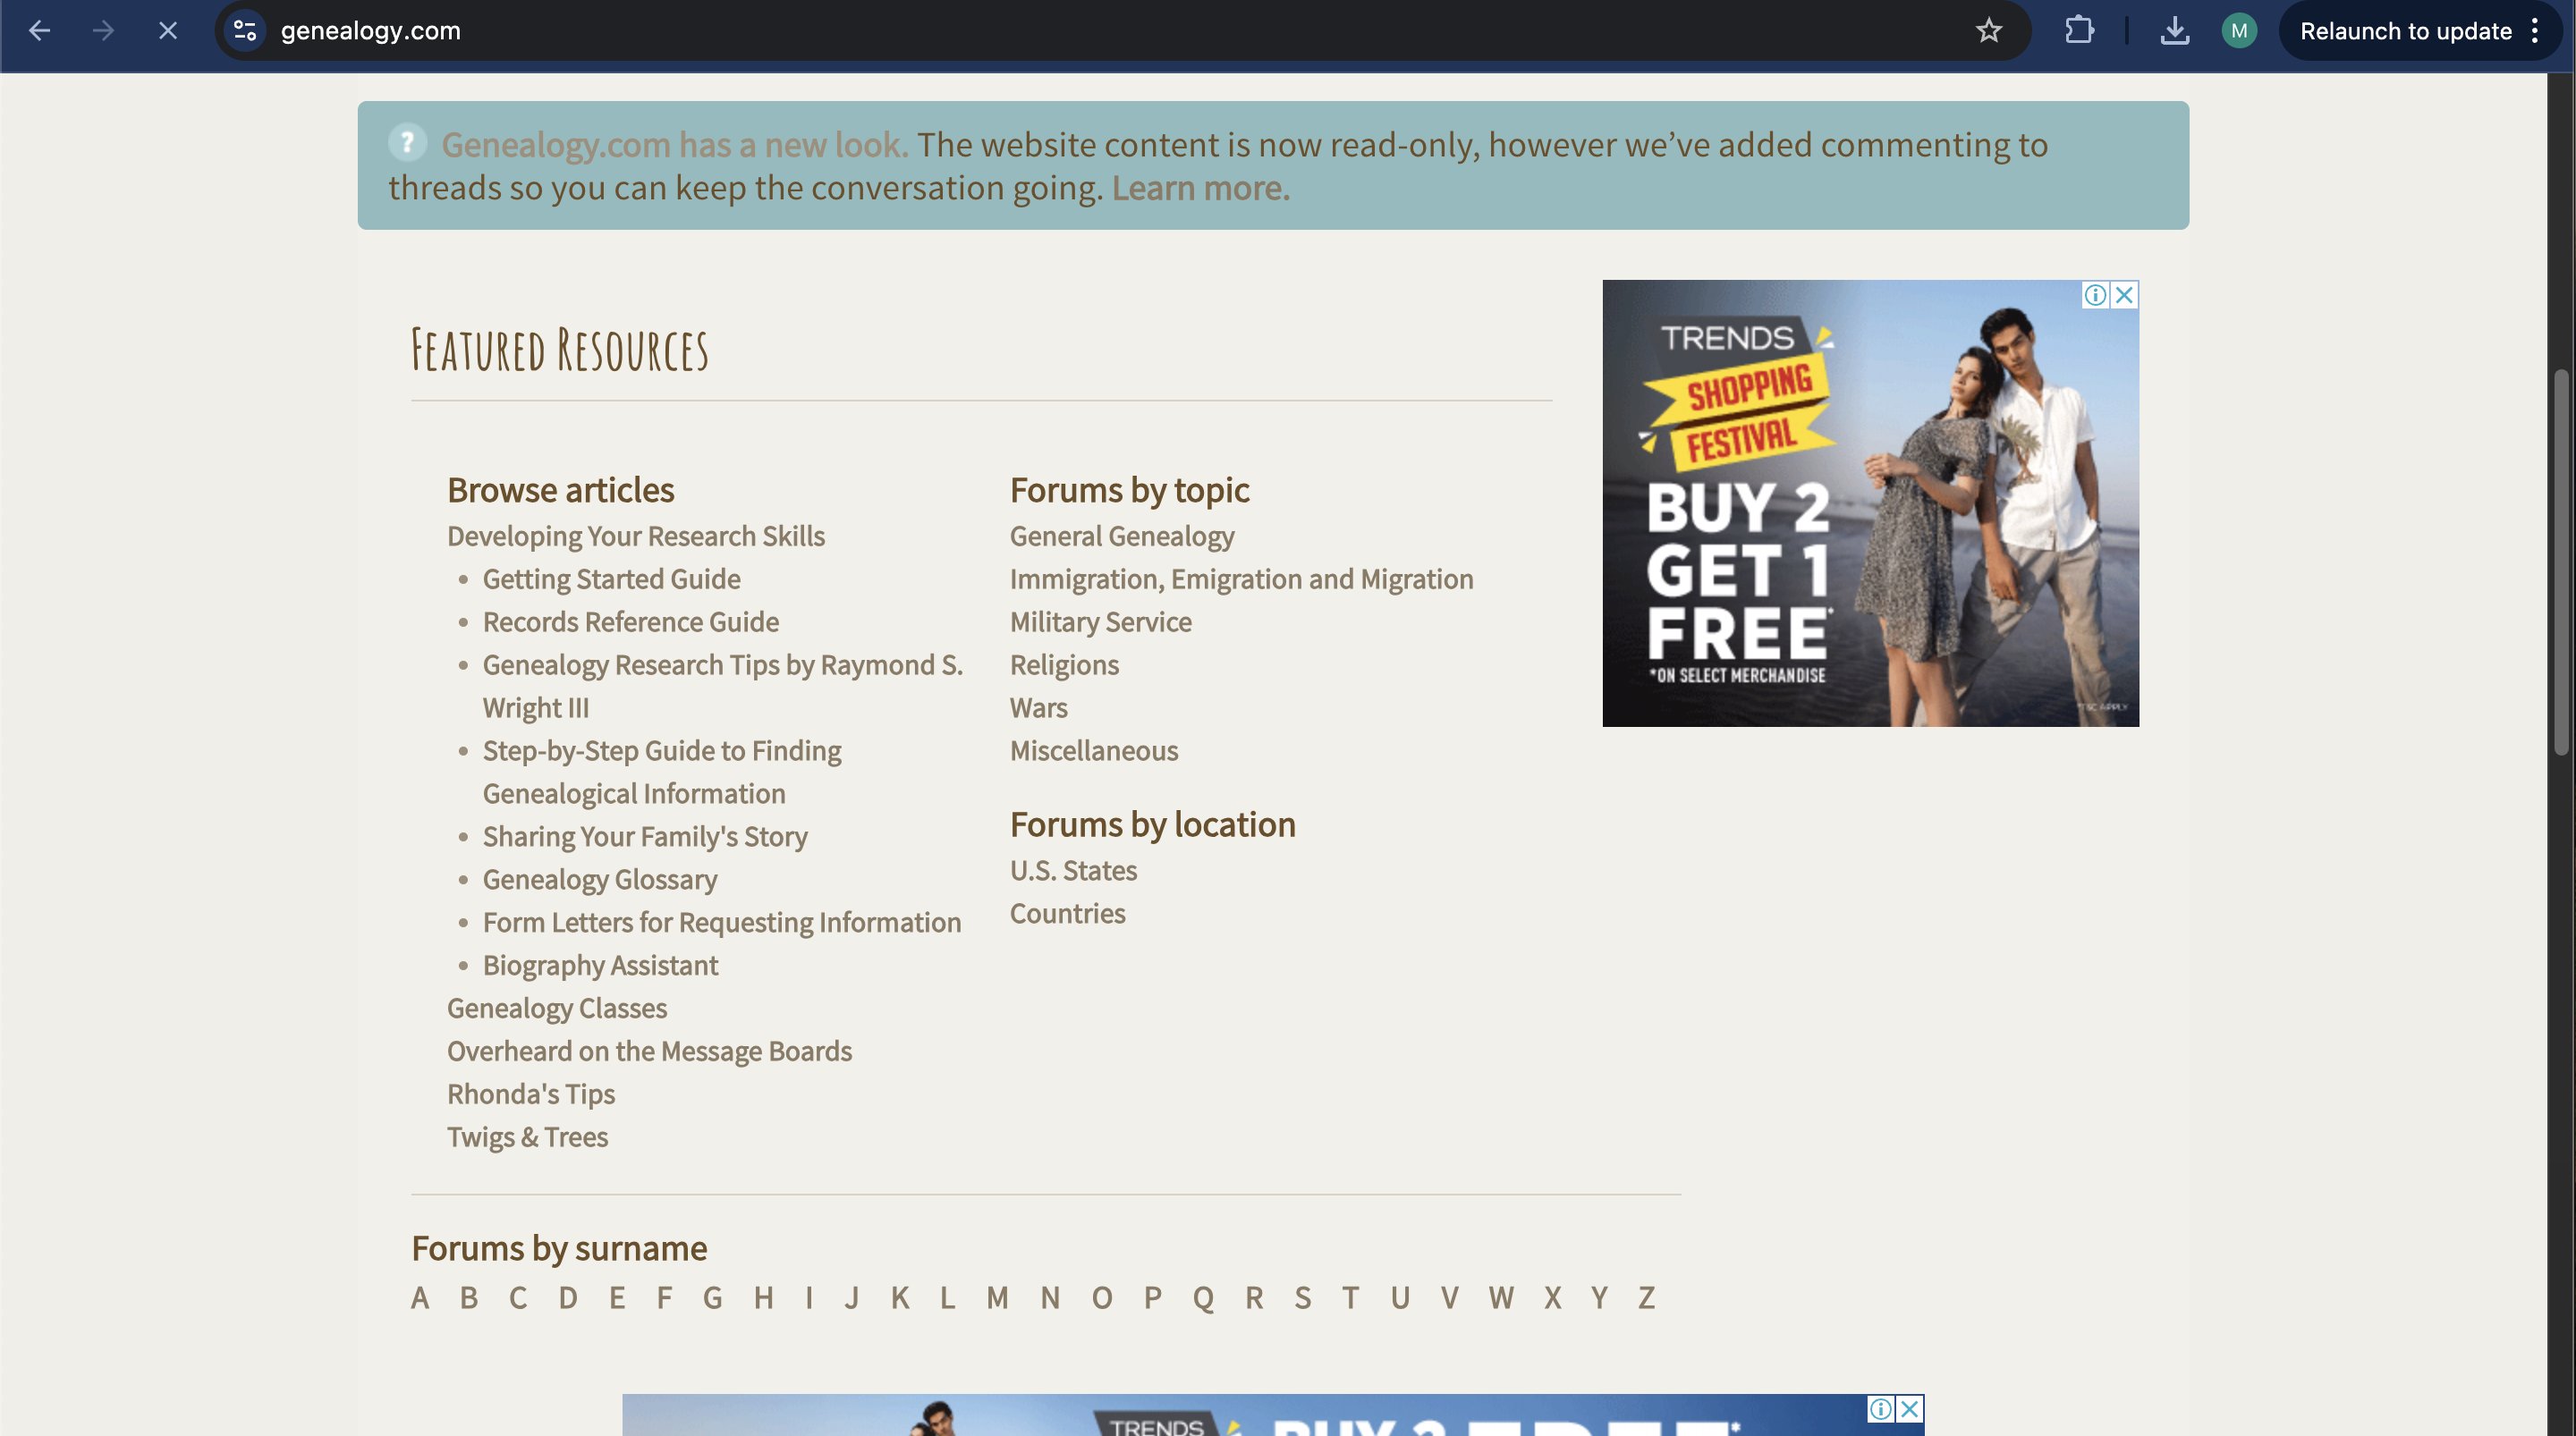 genealogy.com
M
Relaunch to update
? Genealogy.com has a new look. The website content is now read-only, however we’ve added commenting to
threads so you can keep the conversation going. Learn more.
Featured Resources
Browse articles
Developing Your Research Skills
• Getting Started Guide
• Records Reference Guide
• Genealogy Research Tips by Raymond S.
Wright III
• Step-by-Step Guide to Finding
Genealogical Information
• Sharing Your Family's Story
• Genealogy Glossary
• Form Letters for Requesting Information
• Biography Assistant
Genealogy Classes
Overheard on the Message Boards
Rhonda's Tips
Twigs & Trees
Forums by topic
General Genealogy
Immigration, Emigration and Migration
Military Service
Religions
Wars
Miscellaneous
Forums by location
U.S. States
Countries
TRENDS
SHOPPING
FESTIVAL
BUY 2
GET 1
FREE*
*ON SELECT MERCHANDISE
*T&C APPLY
Forums by surname
A B C D E F G H I J K L M N O P Q R S T U V W X Y Z
TRENDS
BUY 2 FREE*